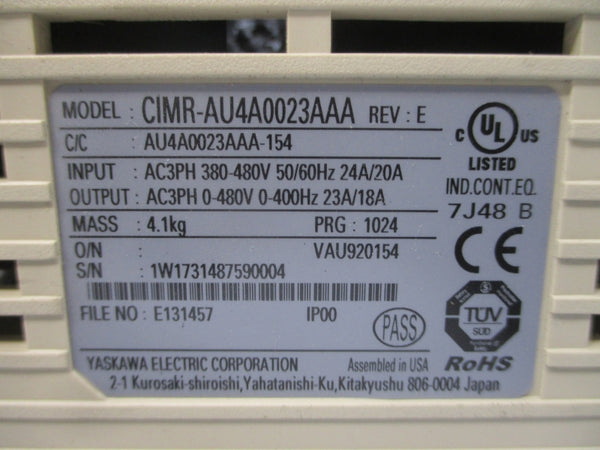 MODEL : CIMR-AU4A0023AAA REV : E
C/C : AU4A0023AAA-154
INPUT : AC3PH 380-480V 50/60Hz 24A/20A
OUTPUT : AC3PH 0-480V 0-400Hz 23A/18A
MASS : 4.1kg PRG : 1024
O/N : VAU920154
S/N : 1W1731487590004
FILE NO : E131457 IP00
PASS
YASKAWA ELECTRIC CORPORATION Assembled in USA
2-1 Kurosaki-shiroishi,Yahatanishi-Ku,Kitakyushu 806-0004 Japan
C UL US
LISTED
IND.CONT.EQ.
7J48 B
CE
TÜV
SÜD
RoHS